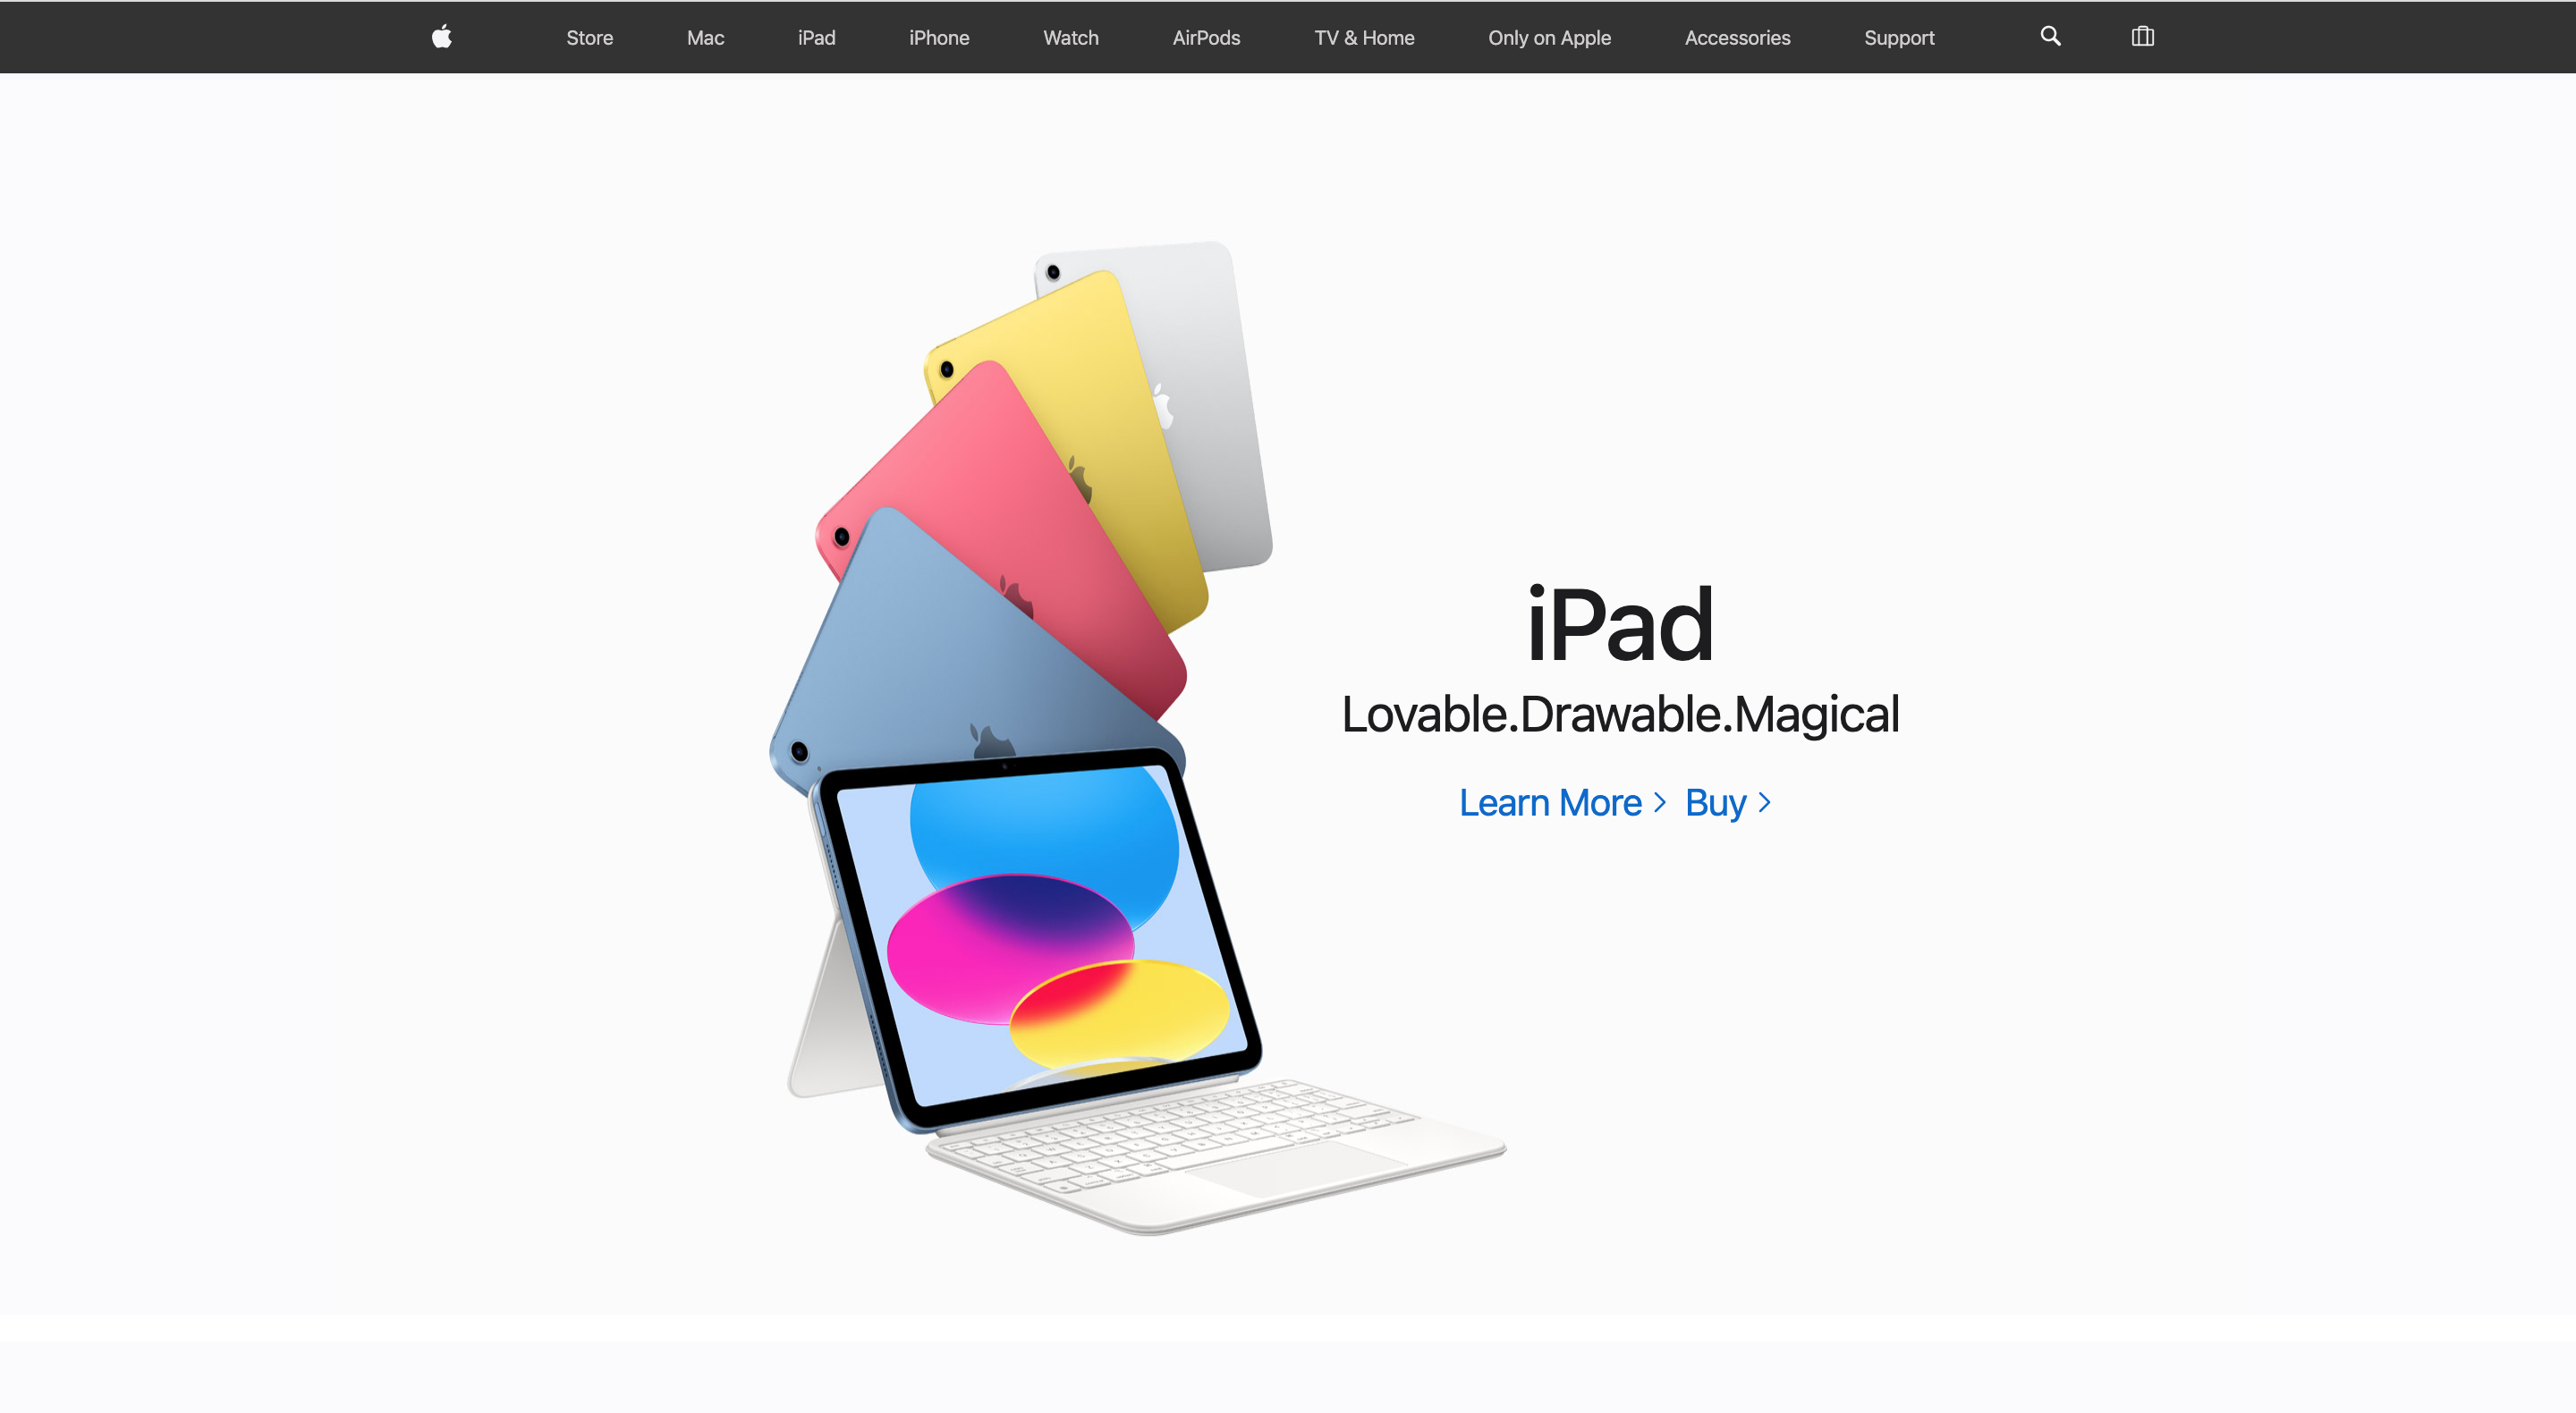 Store Mac iPad iPhone Watch AirPods TV & Home Only on Apple Accessories Support
iPad
Lovable.Drawable.Magical
Learn More > Buy >